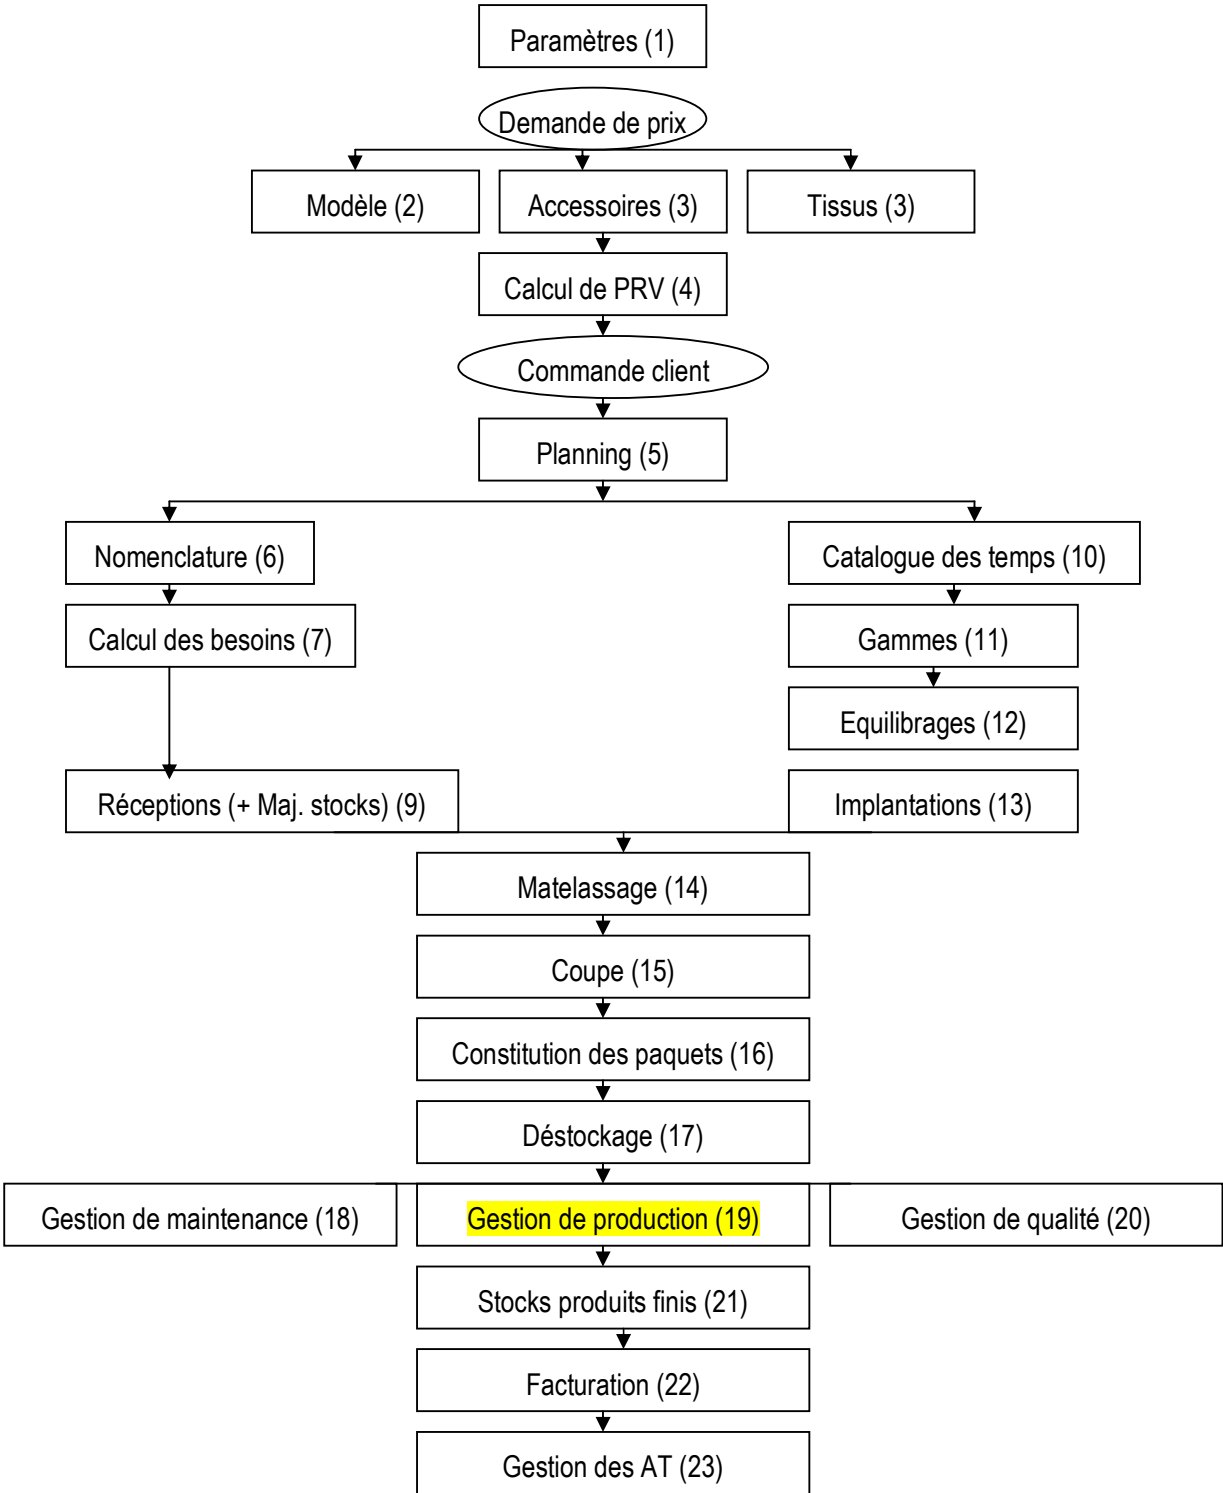 Paramètres (1)
Demande de prix
Modèle (2)
Accessoires (3)
Tissus (3)
Calcul de PRV (4)
Commande client
Planning (5)
Nomenclature (6)
Catalogue des temps (10)
Calcul des besoins (7)
Gammes (11)
Equilibrages (12)
Réceptions (+ Maj. stocks) (9)
Implantations (13)
Matelassage (14)
Coupe (15)
Constitution des paquets (16)
Déstockage (17)
Gestion de maintenance (18)
Gestion de production (19)
Gestion de qualité (20)
Stocks produits finis (21)
Facturation (22)
Gestion des AT (23)